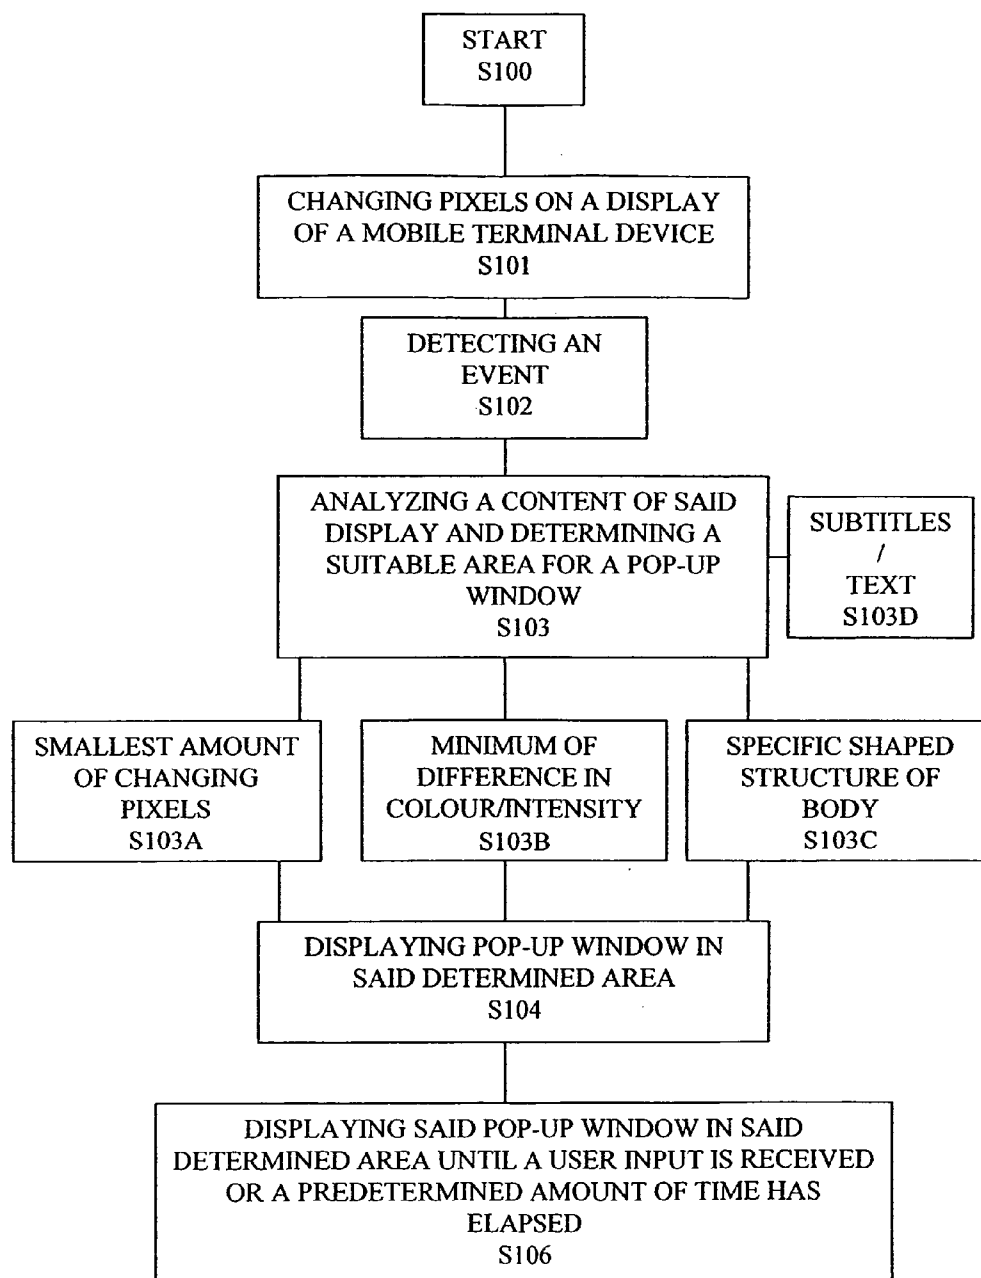 START
S100
CHANGING PIXELS ON A DISPLAY
OF A MOBILE TERMINAL DEVICE
S101
DETECTING AN
EVENT
S102
ANALYZING A CONTENT OF SAID
DISPLAY AND DETERMINING A
SUITABLE AREA FOR A POP-UP
WINDOW
S103
SUBTITLES
/
TEXT
S103D
SMALLEST AMOUNT
OF CHANGING
PIXELS
S103A
MINIMUM OF
DIFFERENCE IN
COLOUR/INTENSITY
S103B
SPECIFIC SHAPED
STRUCTURE OF
BODY
S103C
DISPLAYING POP-UP WINDOW IN
SAID DETERMINED AREA
S104
DISPLAYING SAID POP-UP WINDOW IN SAID
DETERMINED AREA UNTIL A USER INPUT IS RECEIVED
OR A PREDETERMINED AMOUNT OF TIME HAS
ELAPSED
S106